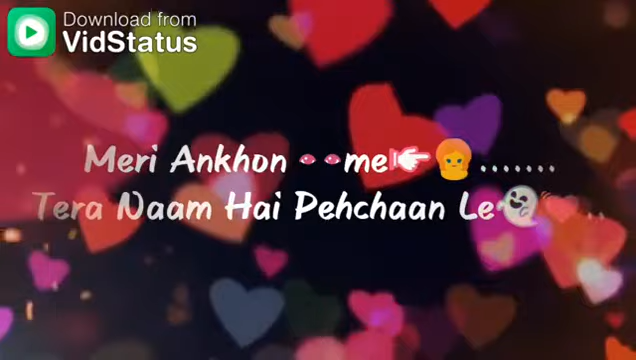 Download from
VidStatus
Meri Ankhon 👀me👉👩.......
Tera Naam Hai Pehchaan Le👻...